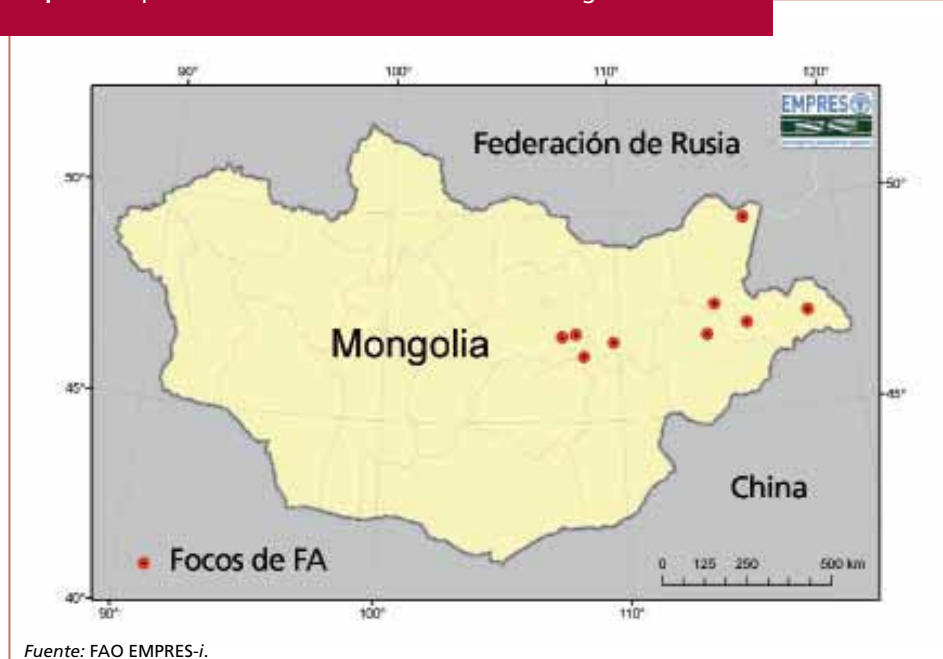 90° 100° 110° 120°
EMPRES
Federación de Rusia
50° 50°
Mongolia
45° 45°
China
Focos de FA
0 125 250 500 km
40°
90° 100° 110°
Fuente: FAO EMPRES-i.